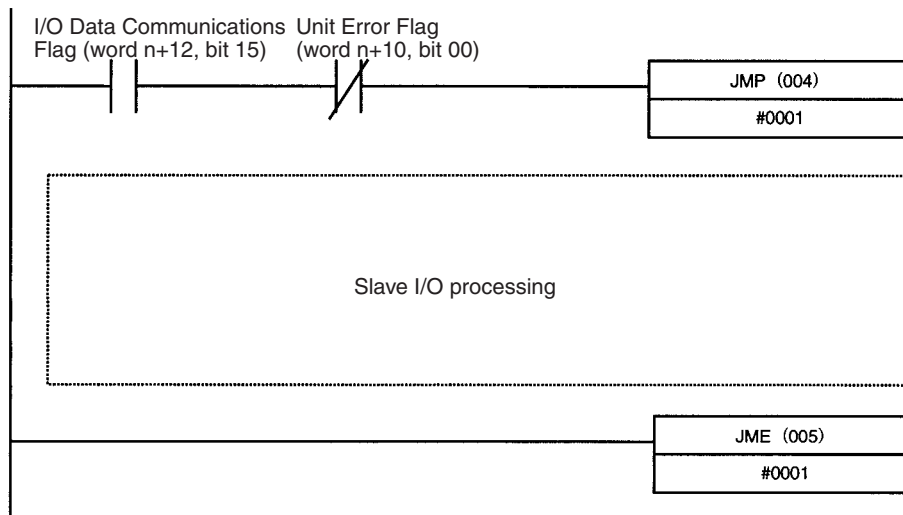 I/O Data Communications
Flag (word n+12, bit 15)
Unit Error Flag
(word n+10, bit 00)
JMP (004)
#0001
Slave I/O processing
JME (005)
#0001